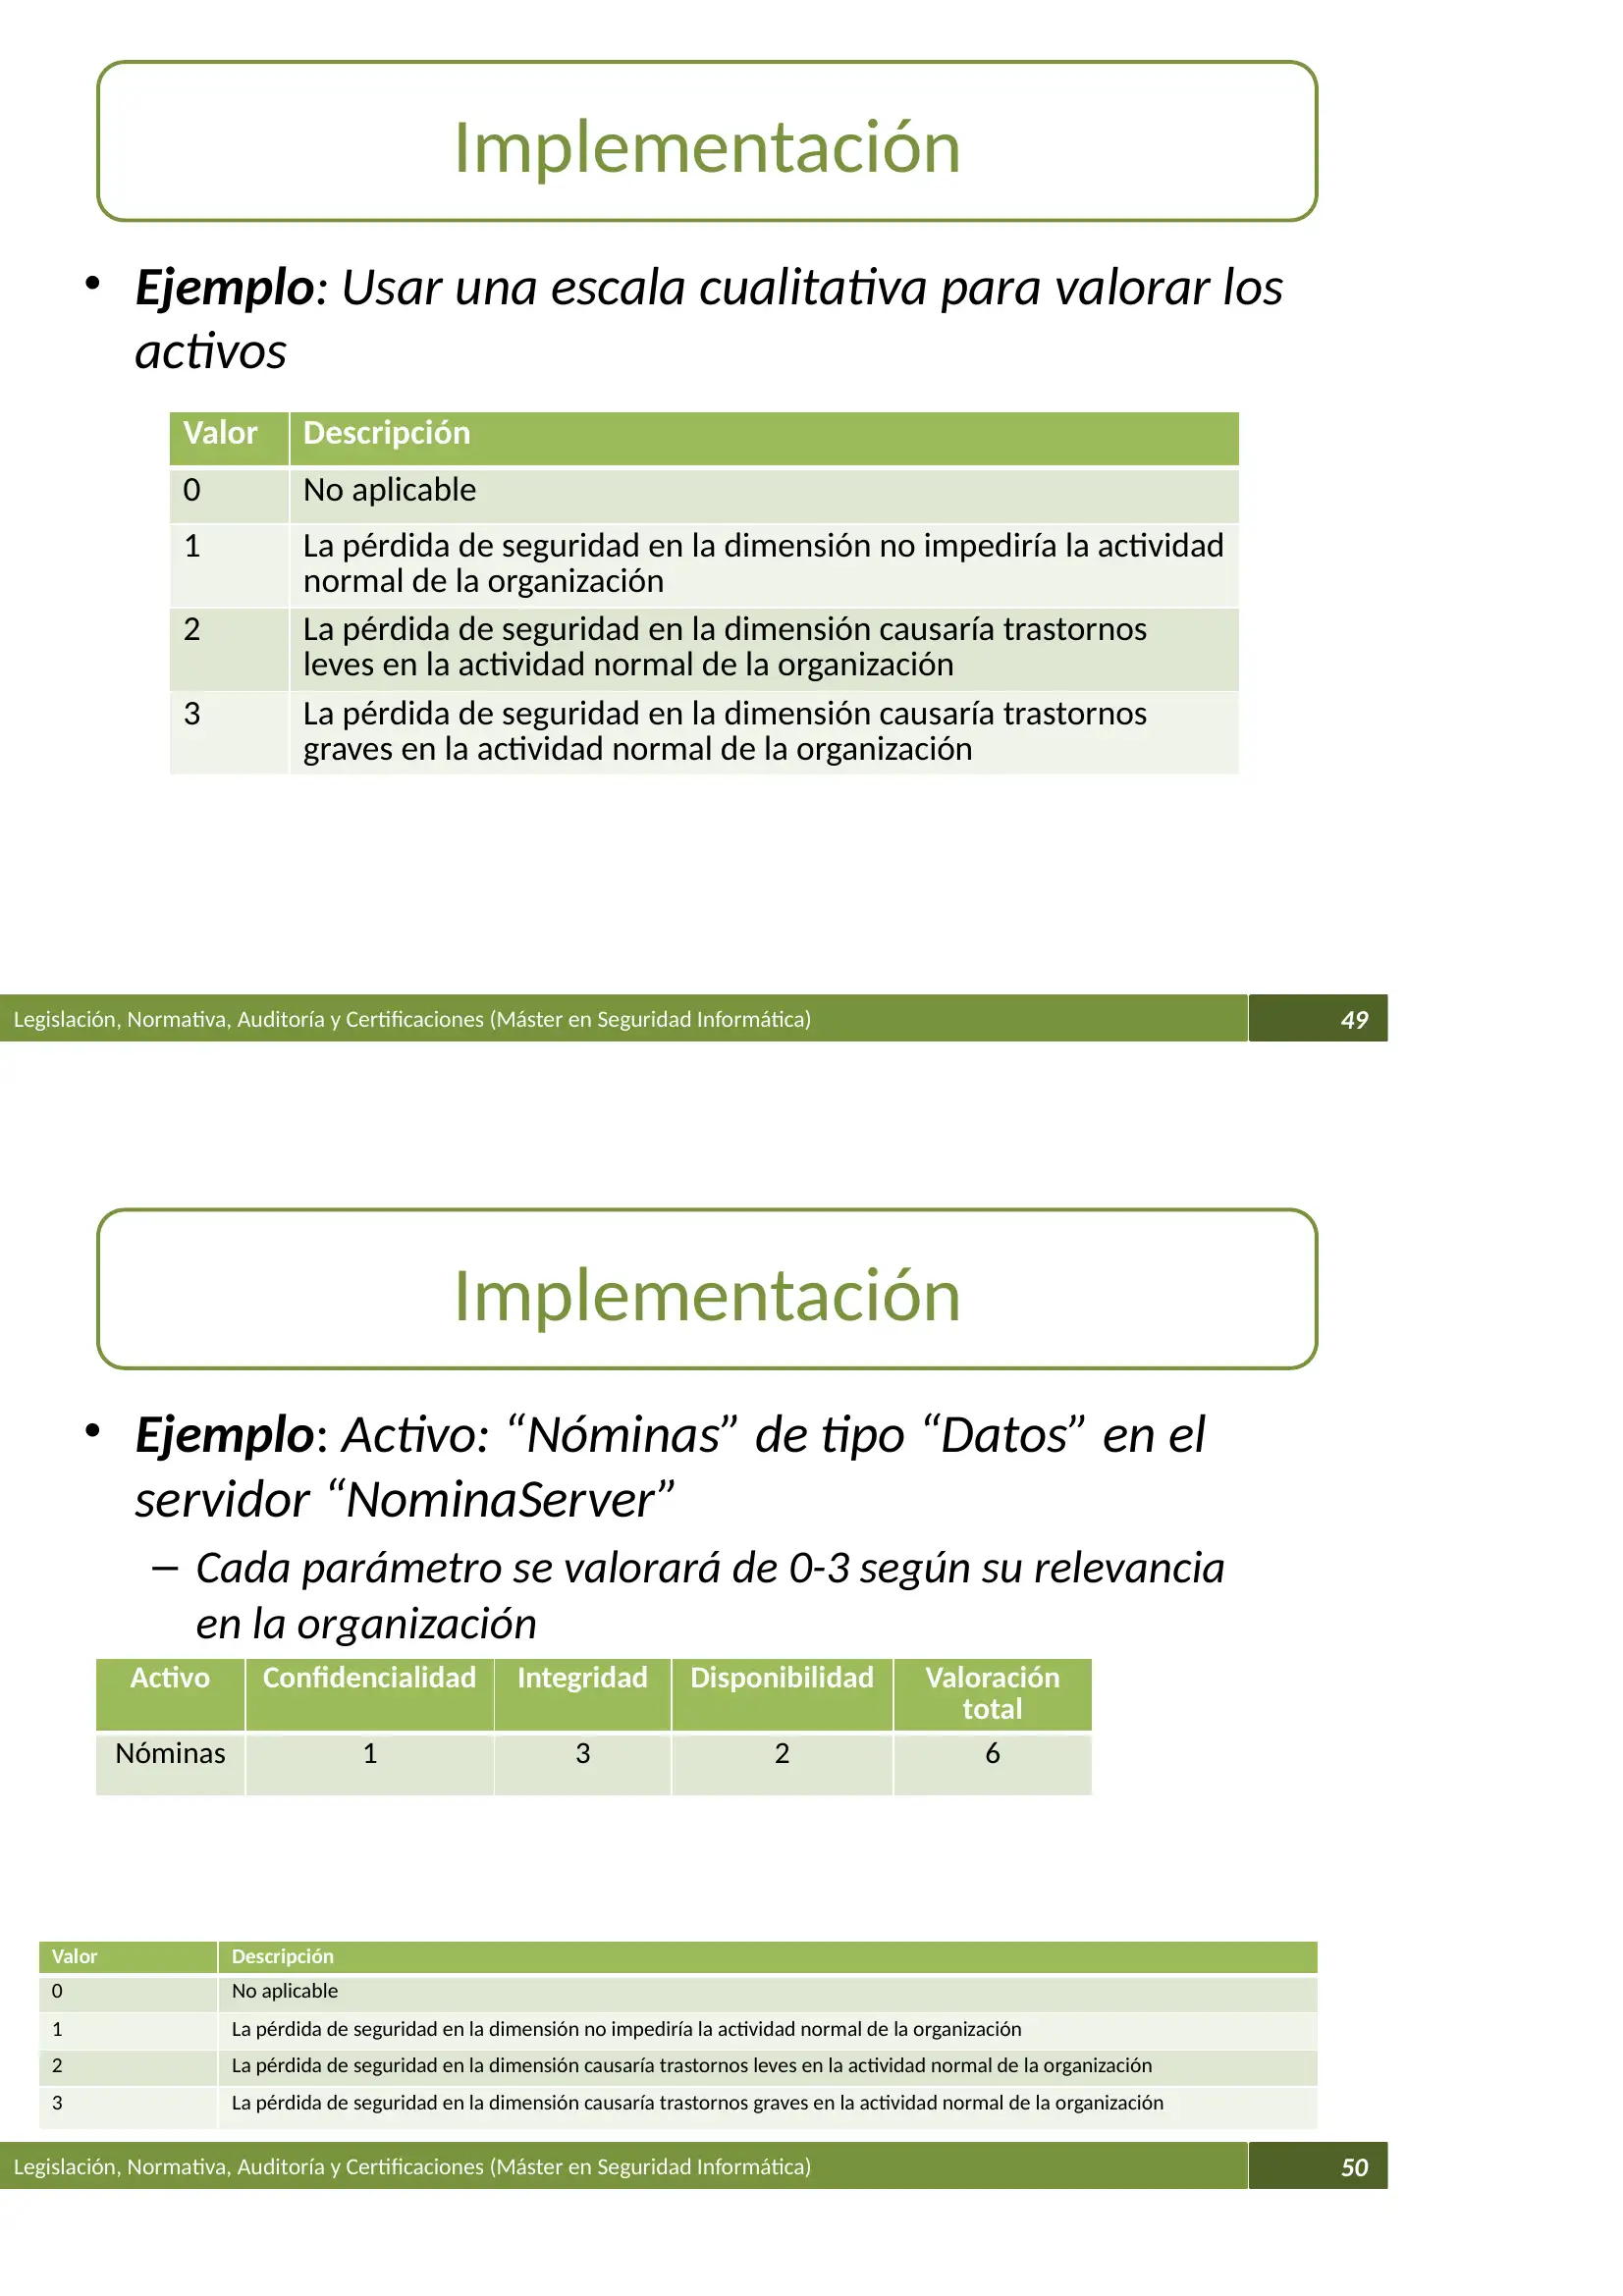 Implementación
• Ejemplo: Usar una escala cualitativa para valorar los
activos
Valor Descripción
0 No aplicable
1 La pérdida de seguridad en la dimensión no impediría la actividad
normal de la organización
2 La pérdida de seguridad en la dimensión causaría trastornos
leves en la actividad normal de la organización
3 La pérdida de seguridad en la dimensión causaría trastornos
graves en la actividad normal de la organización
Legislación, Normativa, Auditoría y Certificaciones (Máster en Seguridad Informática) 49
Implementación
• Ejemplo: Activo: “Nóminas” de tipo “Datos” en el
servidor “NominaServer”
– Cada parámetro se valorará de 0-3 según su relevancia
en la organización
Activo Confidencialidad Integridad Disponibilidad Valoración
total
Nóminas 1 3 2 6
Valor Descripción
0 No aplicable
1 La pérdida de seguridad en la dimensión no impediría la actividad normal de la organización
2 La pérdida de seguridad en la dimensión causaría trastornos leves en la actividad normal de la organización
3 La pérdida de seguridad en la dimensión causaría trastornos graves en la actividad normal de la organización
Legislación, Normativa, Auditoría y Certificaciones (Máster en Seguridad Informática) 50